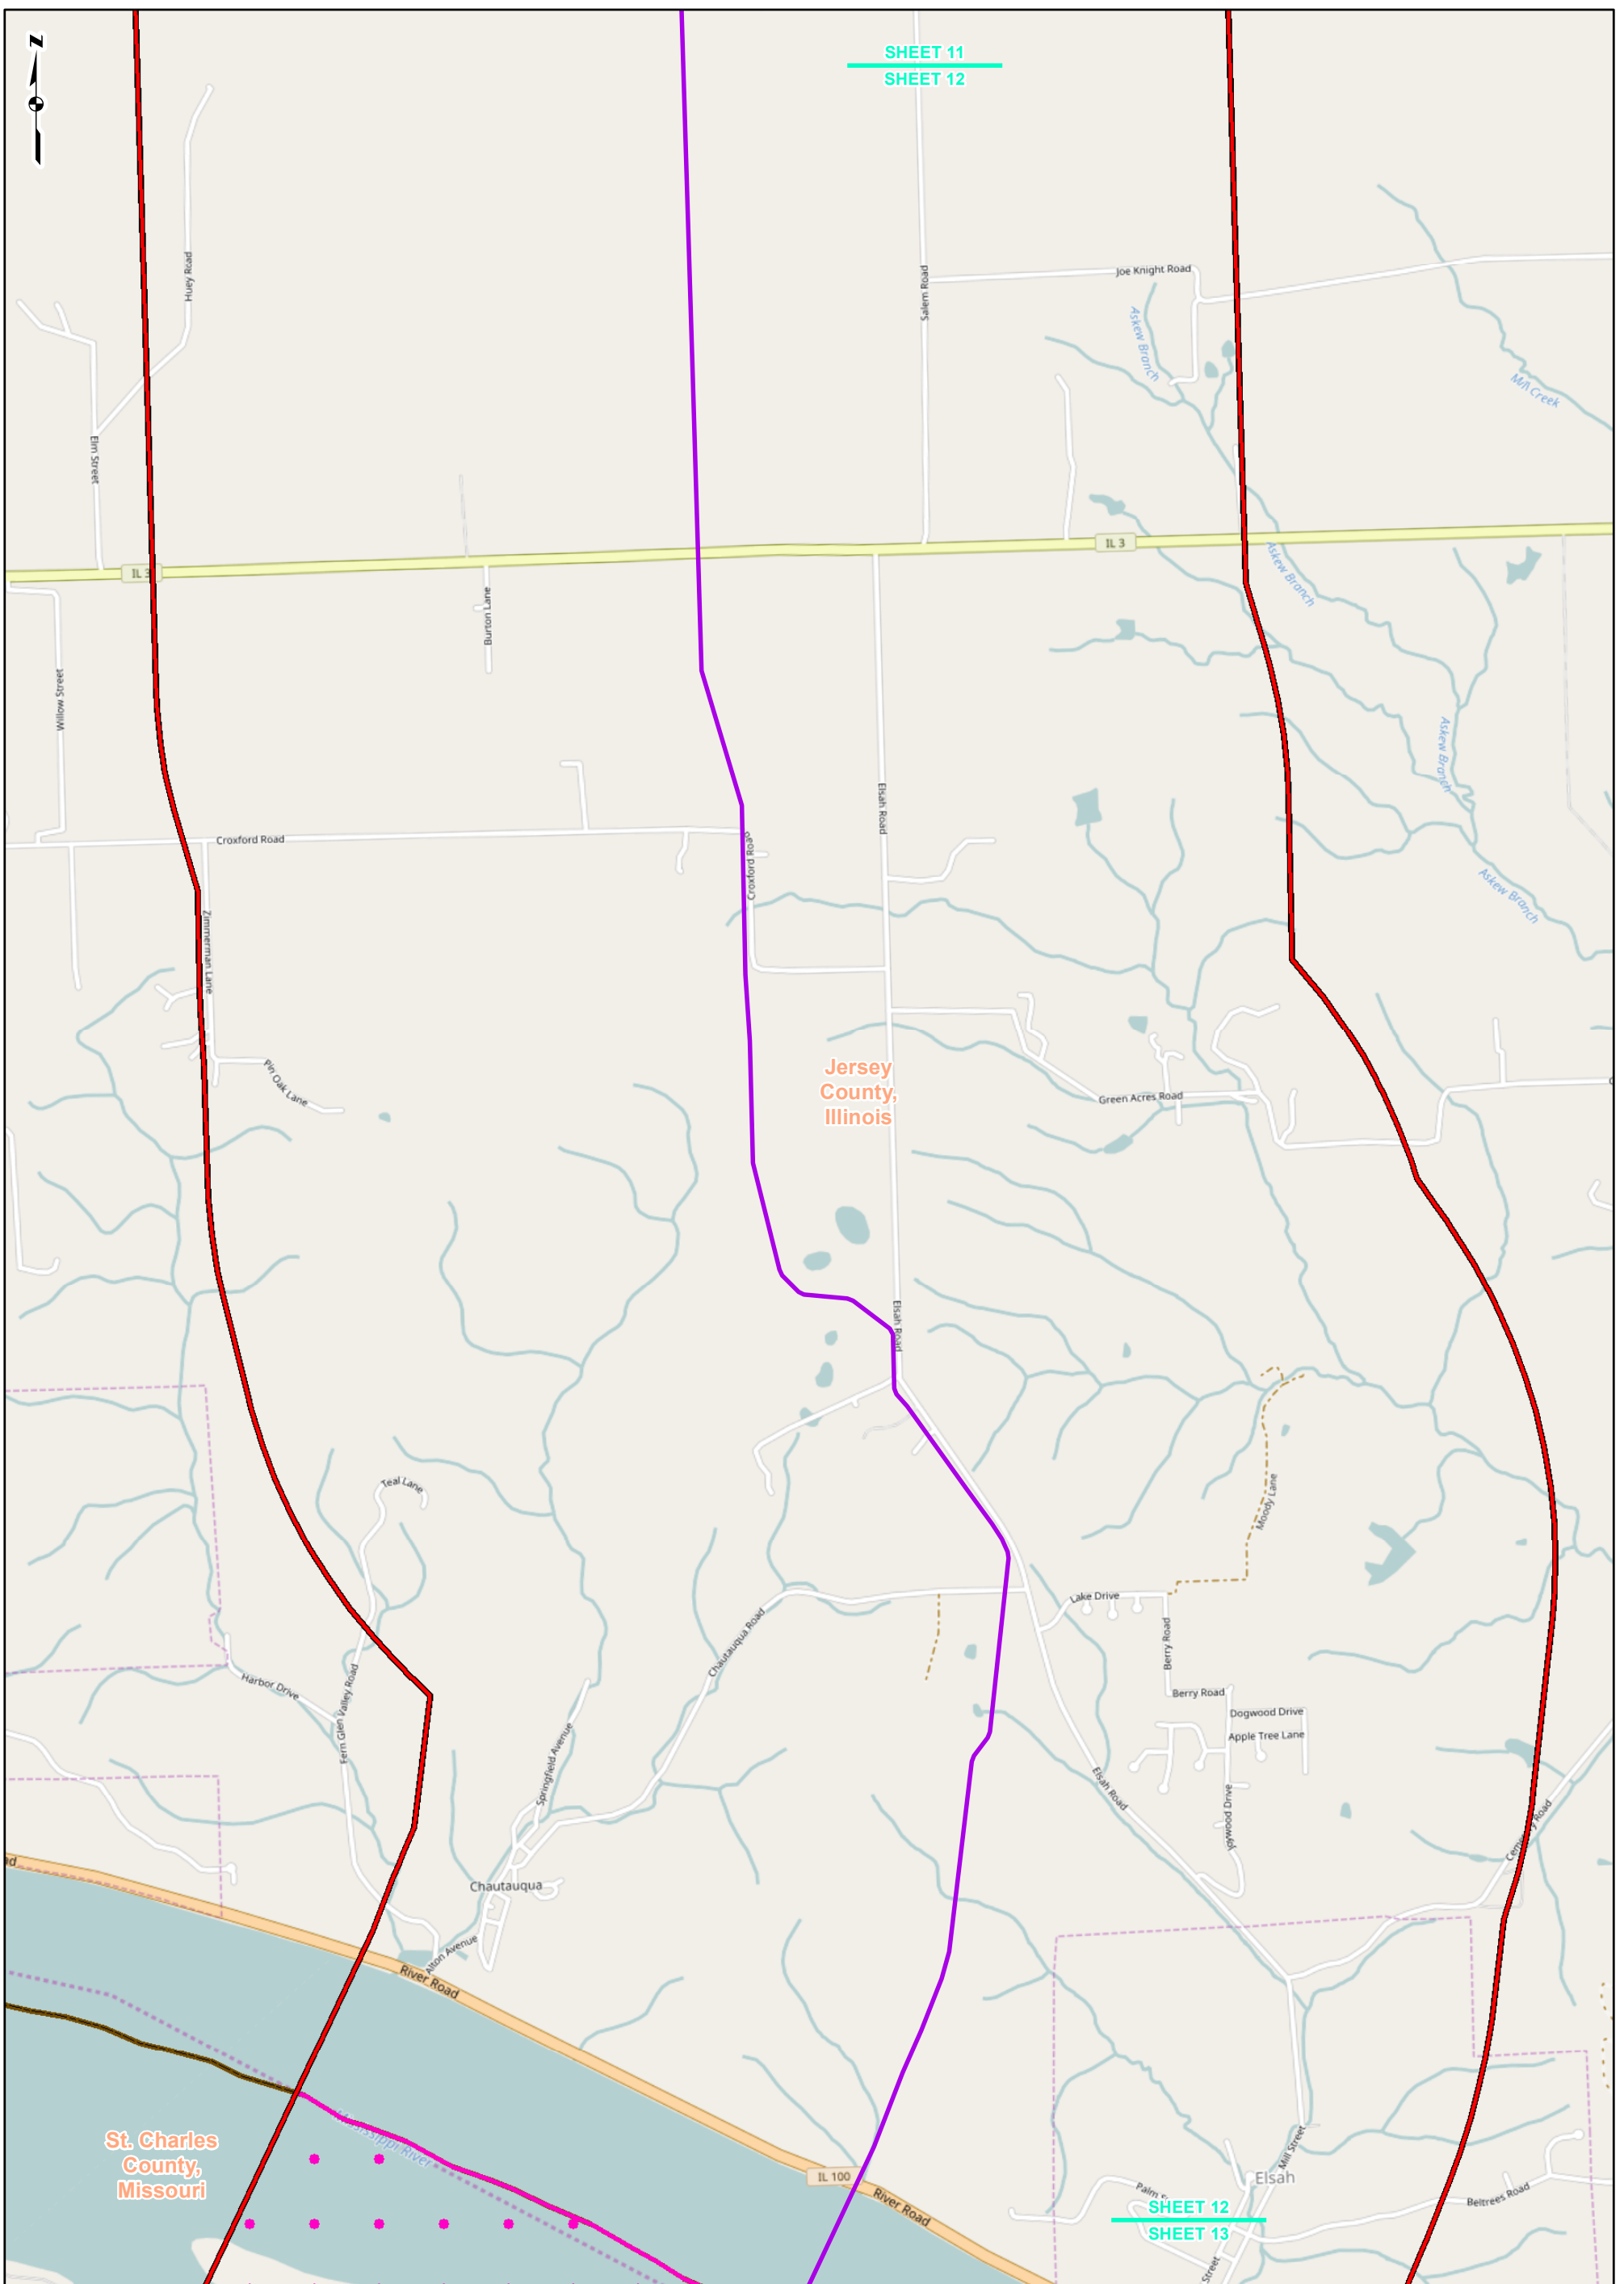 N
SHEET 11
SHEET 12
Huey Road
Salem Road
Joe Knight Road
Askew Branch
Mill Creek
Elm Street
IL 3
IL 3
Askew Branch
Burton Lane
Willow Street
Askew Branch
Elsah Road
Croxford Road
Croxford Road
Askew Branch
Zimmerman Lane
Pin Oak Lane
Jersey
County,
Illinois
Green Acres Road
Elsah Road
Teal Lane
Moody Lane
Lake Drive
Chautauqua Road
Berry Road
Harbor Drive
Fern Glen Valley Road
Berry Road
Dogwood Drive
Apple Tree Lane
Springfield Avenue
Elsah Road
Ivywood Drive
Cemetery Road
Chautauqua
Alton Avenue
River Road
Mississippi River
St. Charles
County,
Missouri
IL 100
River Road
Mill Street
Elsah
Palm
Beltrees Road
SHEET 12
SHEET 13
Street